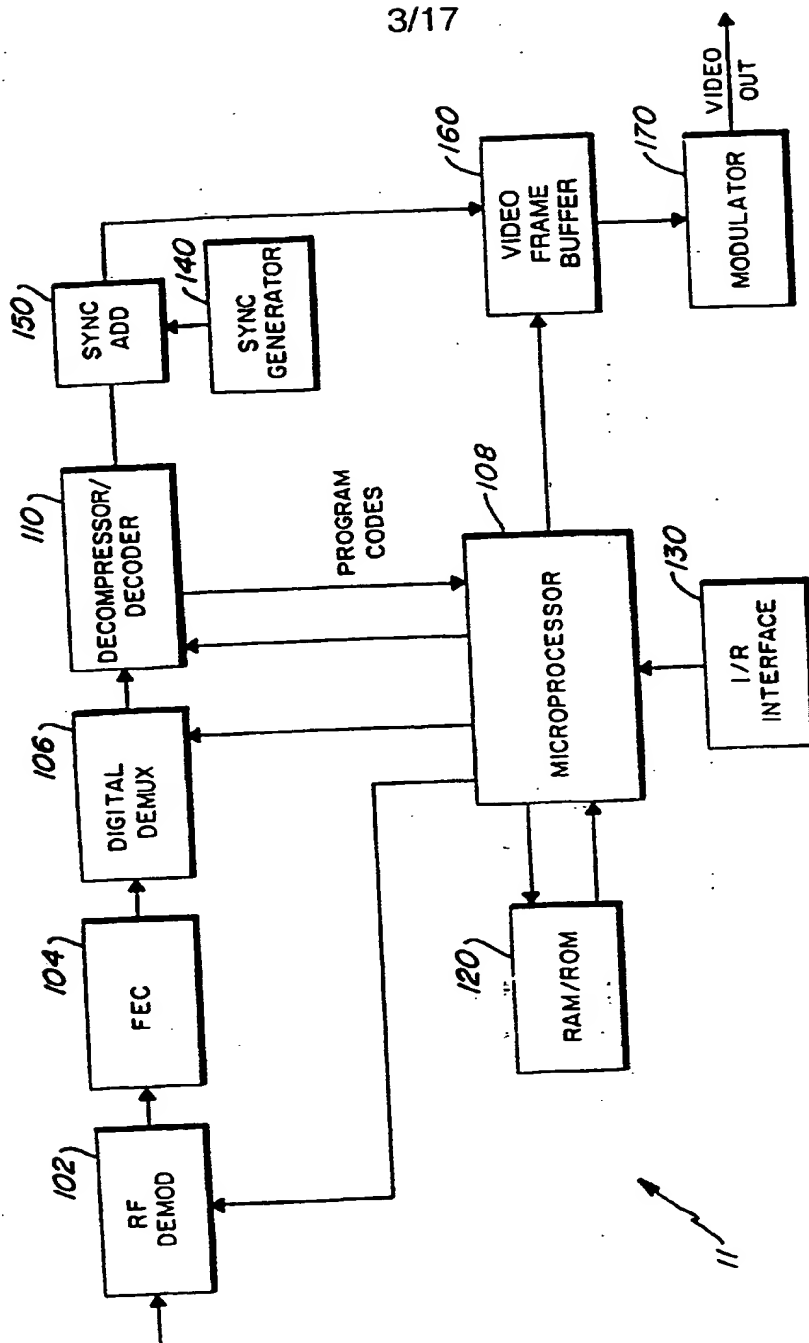 3/17
102
RF
DEMOD
104
FEC
106
DIGITAL
DEMUX
110
DECOMPRESSOR/
DECODER
150
SYNC
ADD
140
SYNC
GENERATOR
160
VIDEO
FRAME
BUFFER
170
MODULATOR
VIDEO
OUT
PROGRAM
CODES
108
MICROPROCESSOR
120
RAM/ROM
130
I/R
INTERFACE
11